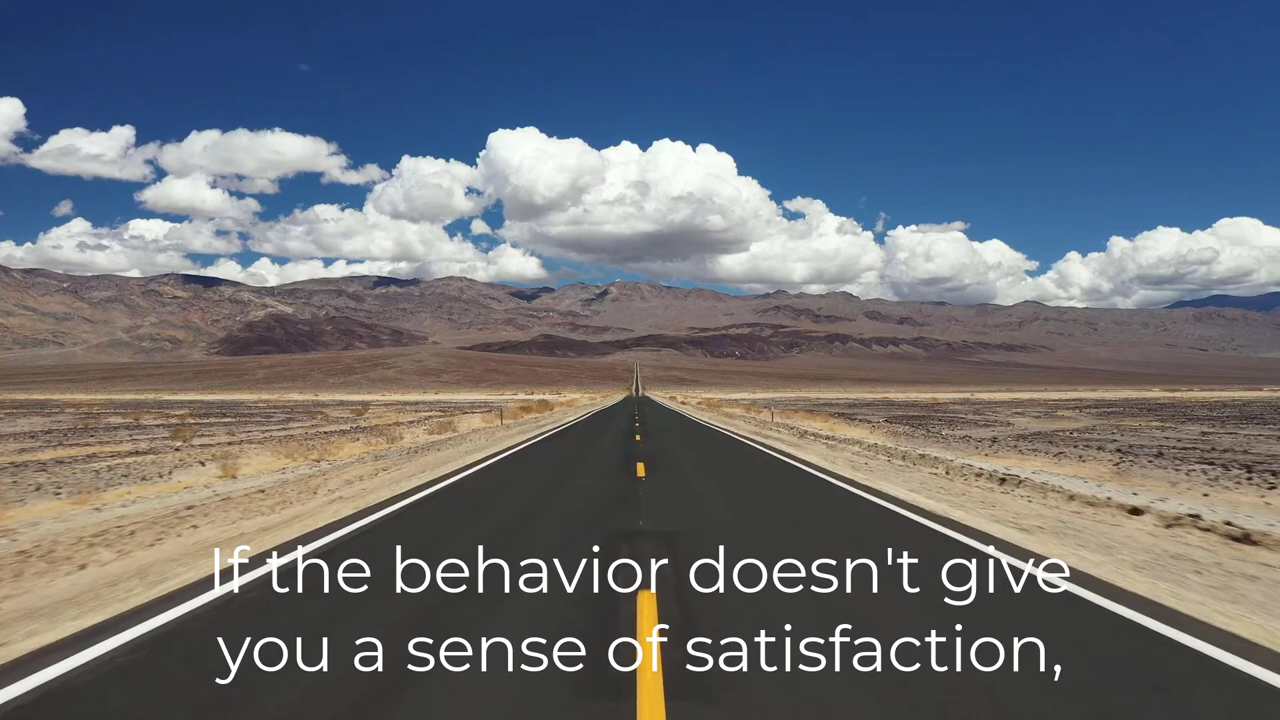 If the behavior doesn't give
you a sense of satisfaction,